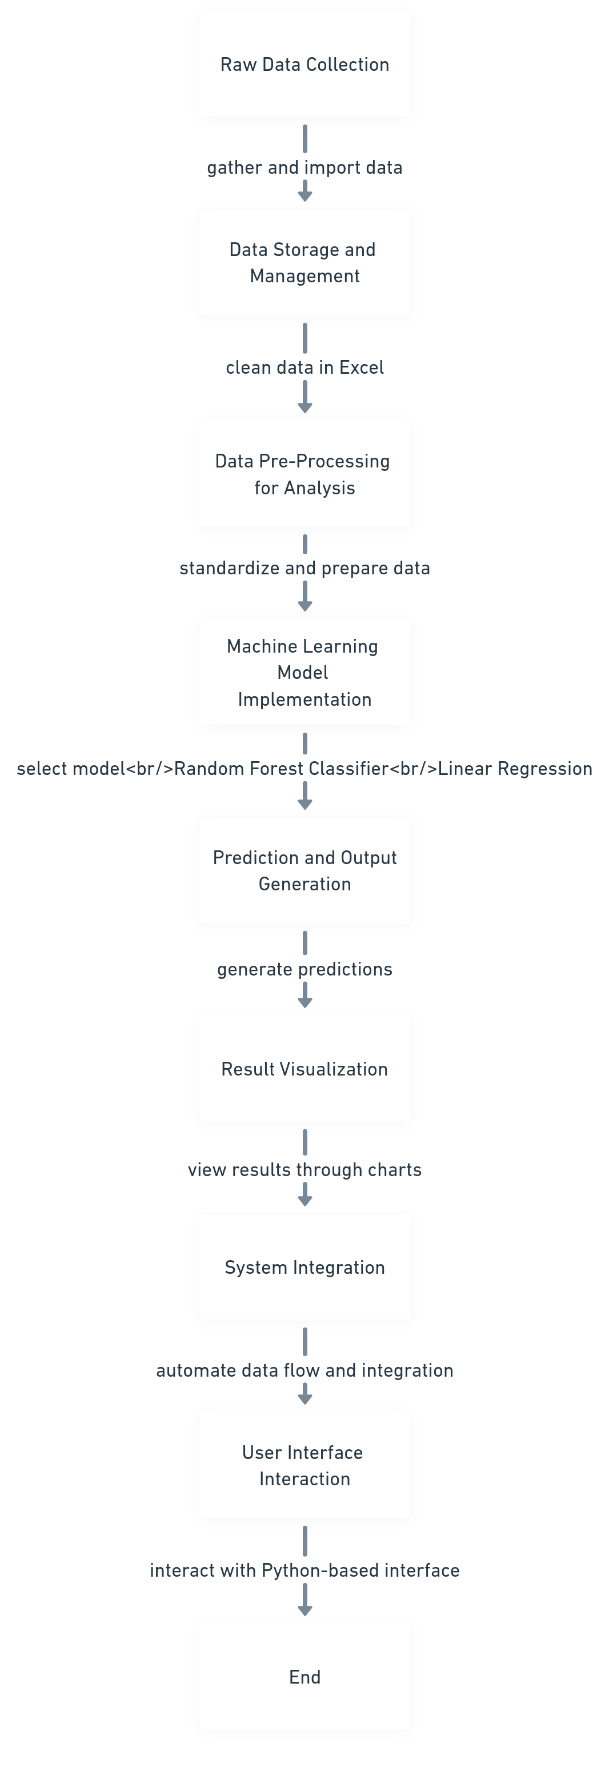 Raw Data Collection
gather and import data
Data Storage and
Management
clean data in Excel
Data Pre-Processing
for Analysis
standardize and prepare data
Machine Learning
Model
Implementation
select model<br/>Random Forest Classifier<br/>Linear Regression
Prediction and Output
Generation
generate predictions
Result Visualization
view results through charts
System Integration
automate data flow and integration
User Interface
Interaction
interact with Python-based interface
End